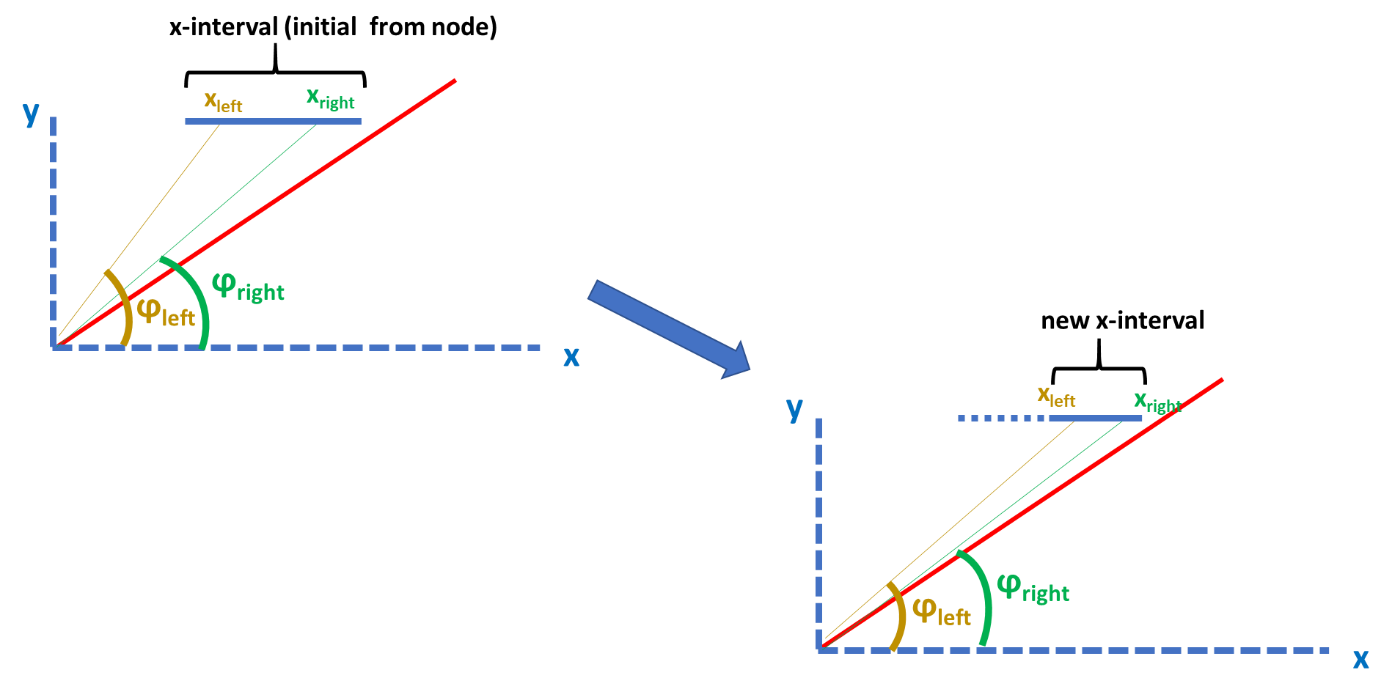 x-interval (initial from node)
xleft
xright
y
φright
φleft
x
new x-interval
xleft
xright
y
φright
φleft
x